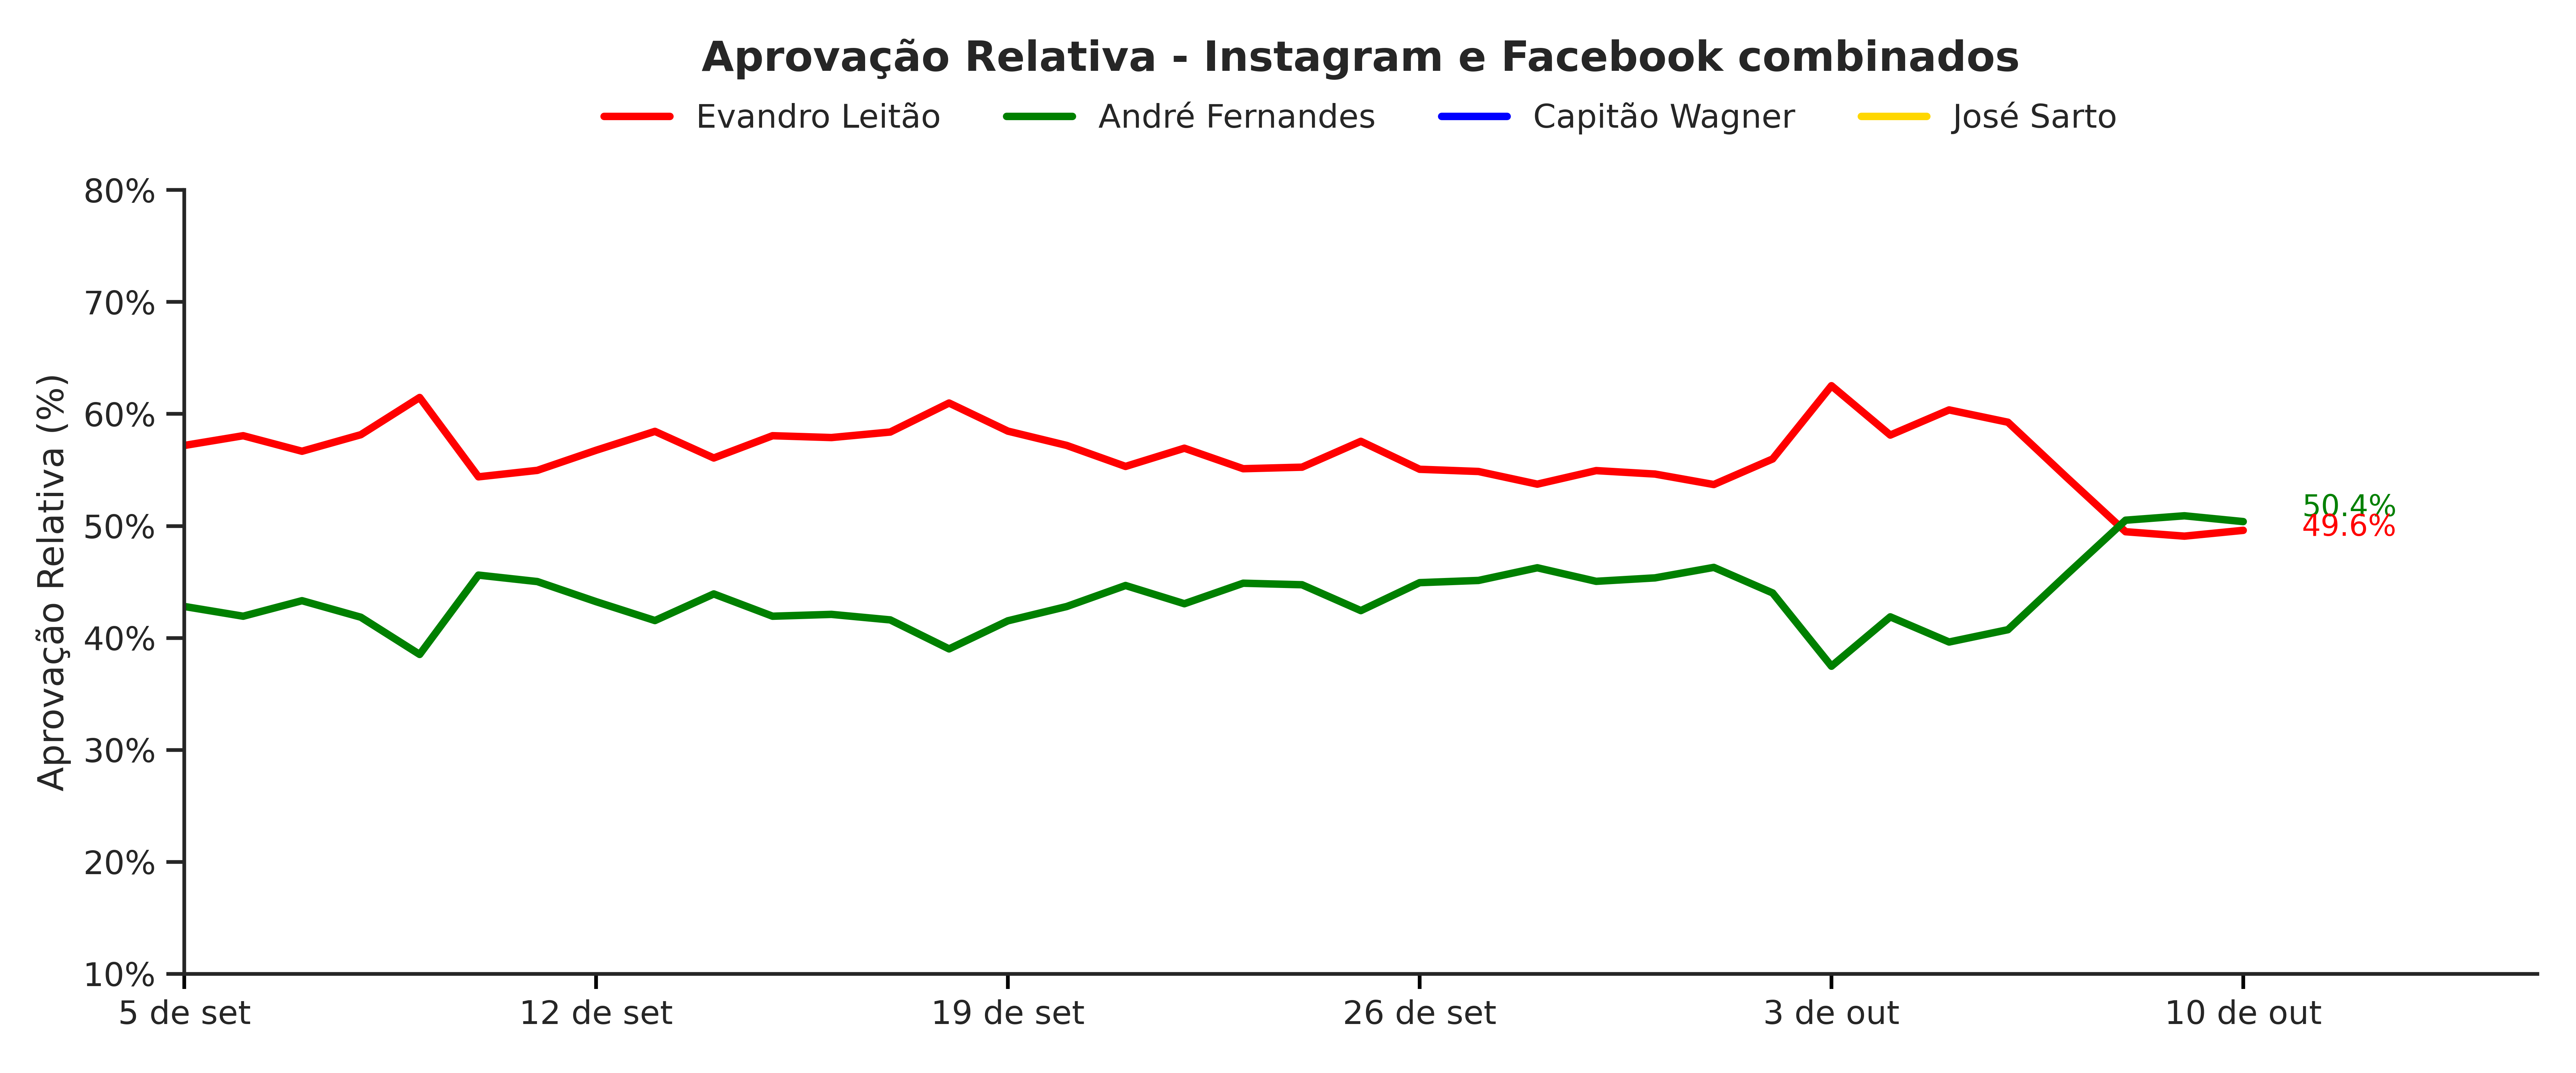 Aprovação Relativa - Instagram e Facebook combinados
Evandro Leitão André Fernandes Capitão Wagner José Sarto
Aprovação Relativa (%)
80%
70%
60%
50%
40%
30%
20%
10%
50.4%
49.6%
5 de set 12 de set 19 de set 26 de set 3 de out 10 de out